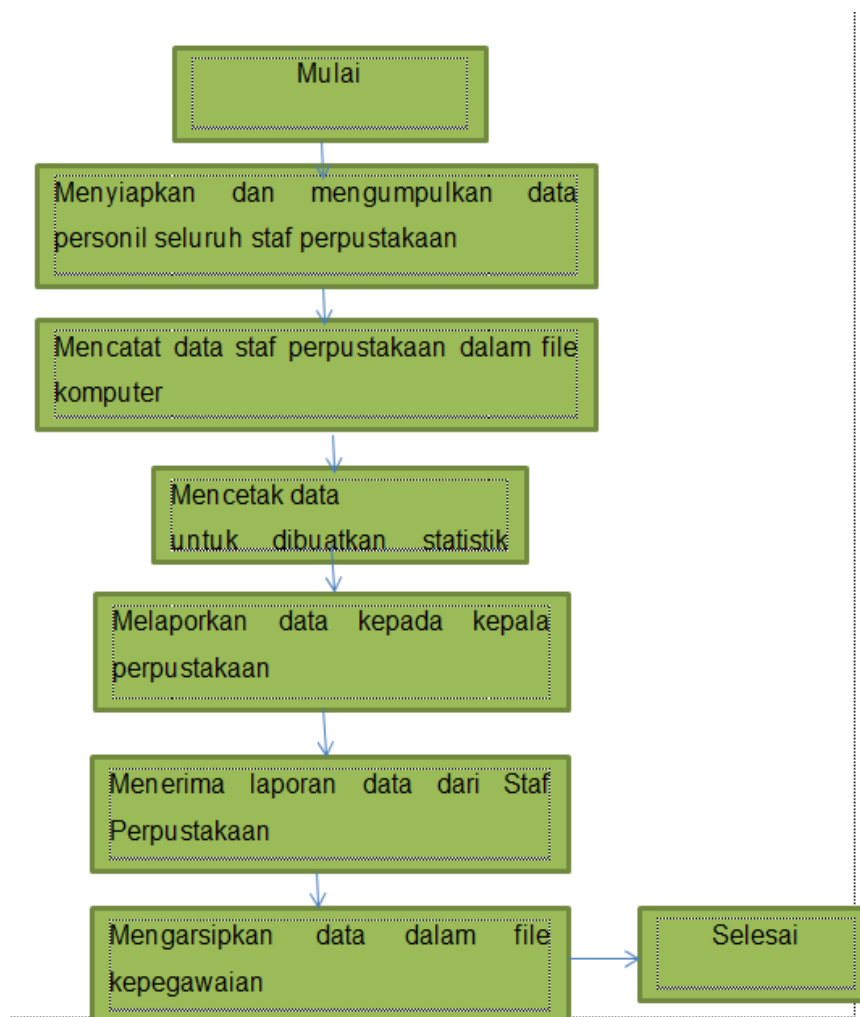 Mulai
Menyiapkan dan mengumpulkan data
personil seluruh staf perpustakaan
Mencatat data staf perpustakaan dalam file
komputer
Mencetak data
untuk dibuatkan statistik
Melaporkan data kepada kepala
perpustakaan
Menerima laporan data dari Staf
Perpustakaan
Mengarsipkan data dalam file
kepegawaian
Selesai